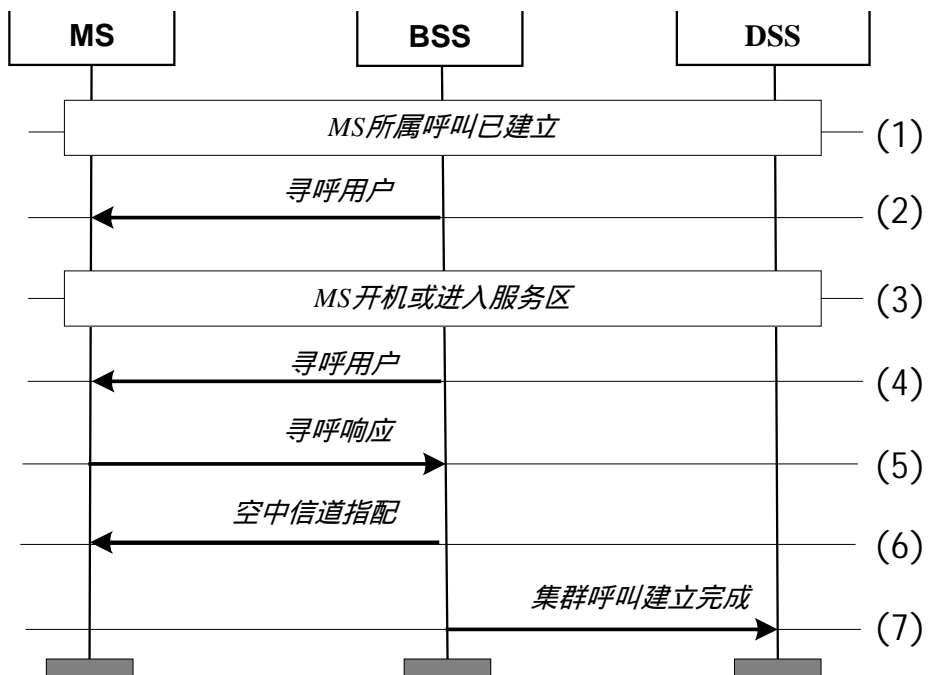 MS
BSS
DSS
MS所属呼叫已建立
(1)
寻呼用户
(2)
MS开机或进入服务区
(3)
寻呼用户
(4)
寻呼响应
(5)
空中信道指配
(6)
集群呼叫建立完成
(7)